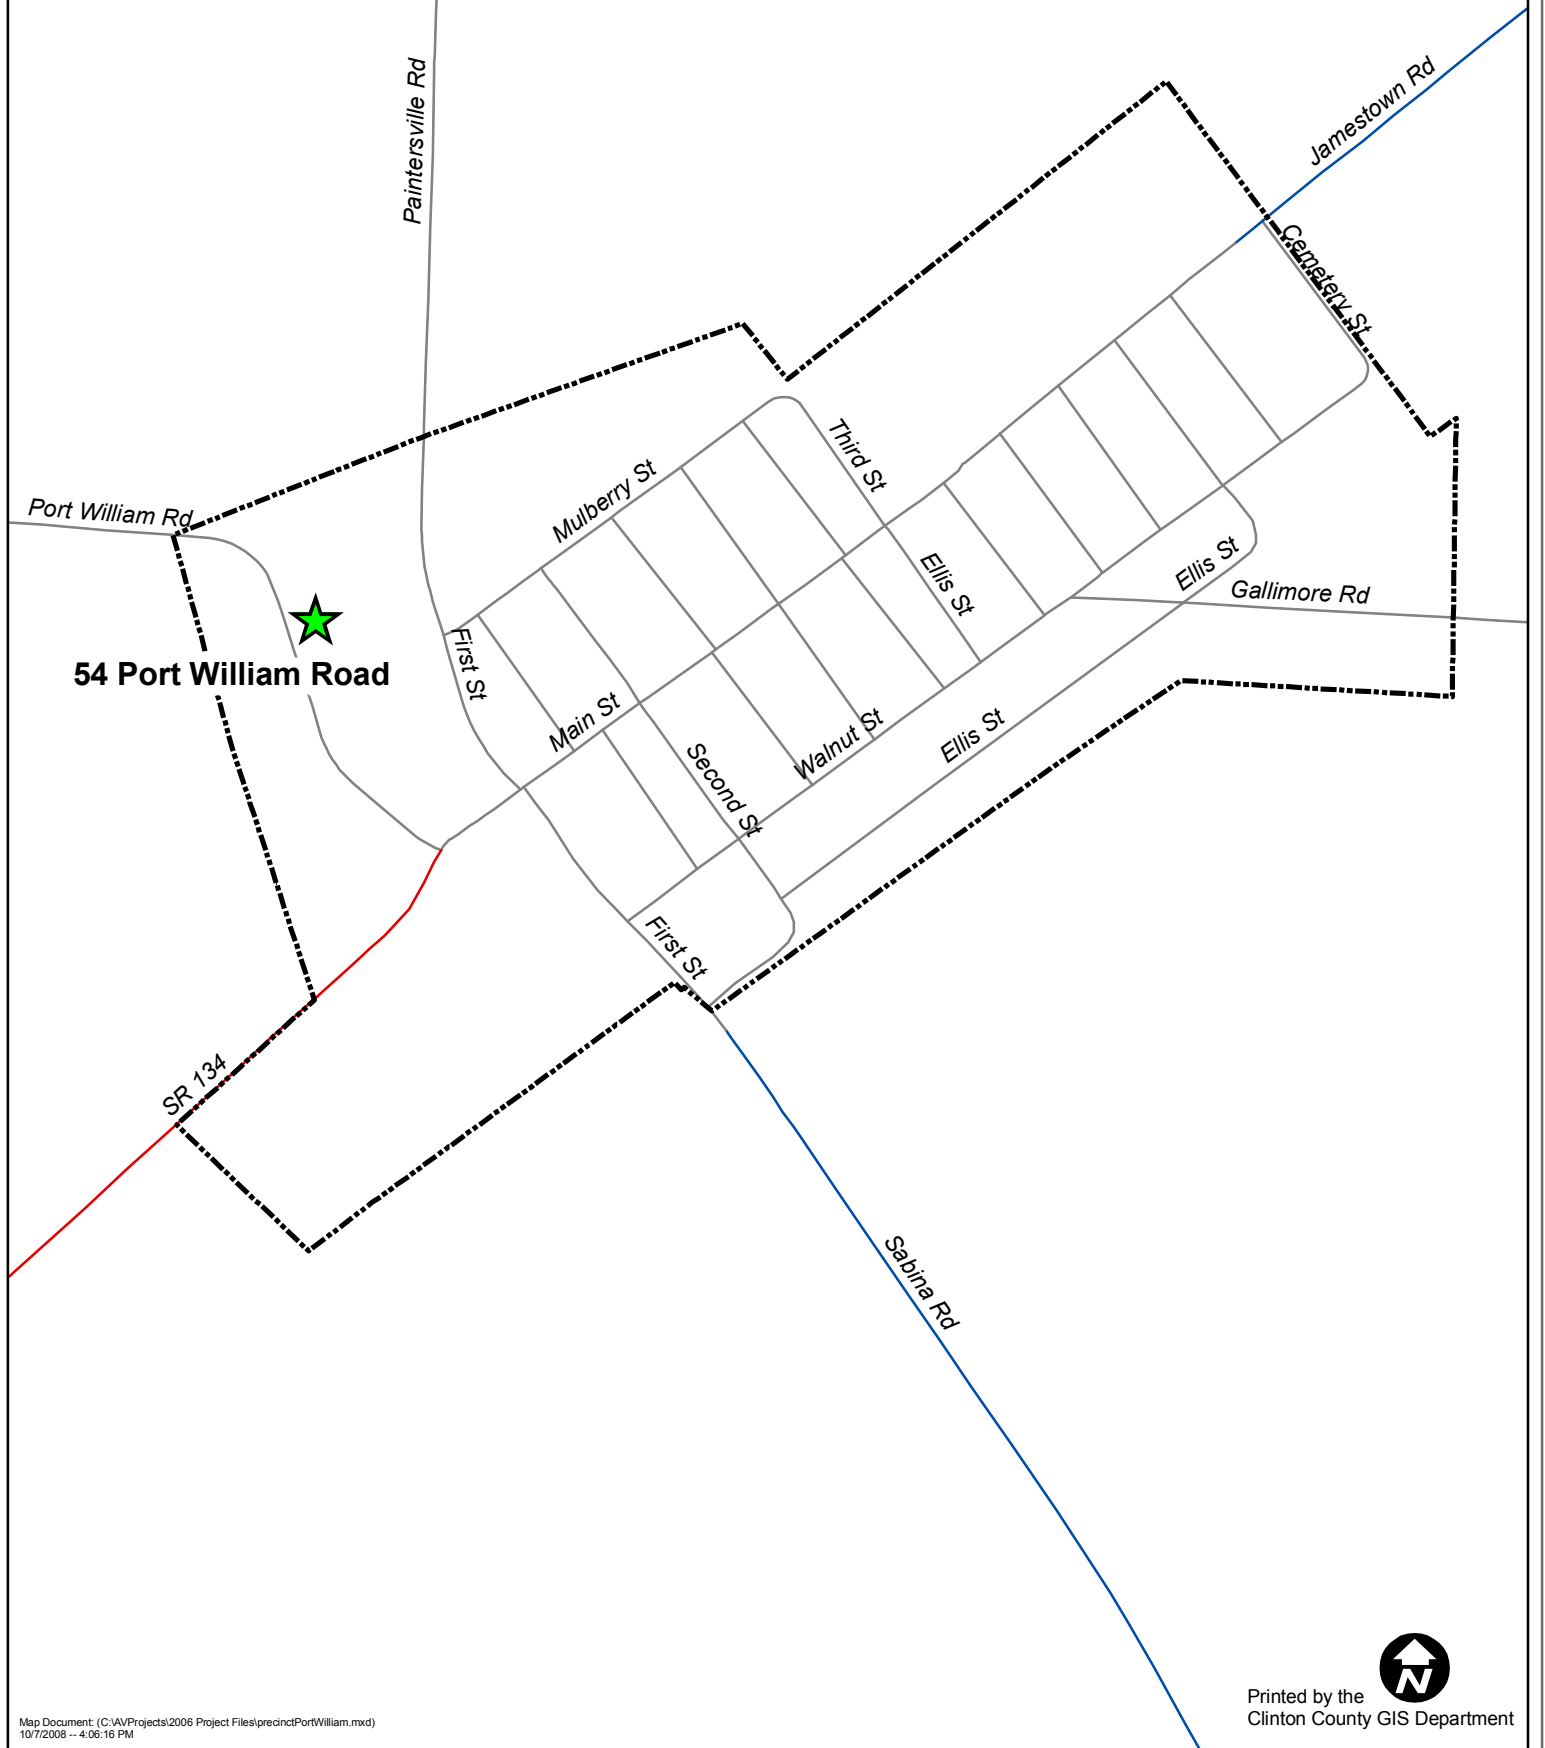 Paintersville Rd
Jamestown Rd
Cemetery St
Port William Rd
Mulberry St
Third St
Ellis St
Ellis St
Gallimore Rd
54 Port William Road
First St
Main St
Second St
Walnut St
Ellis St
First St
SR 134
Sabina Rd
N
Printed by the
Clinton County GIS Department
Map Document: (C:\AVProjects\2006 Project Files\precinctPortWilliam.mxd)
10/7/2008 -- 4:06:16 PM